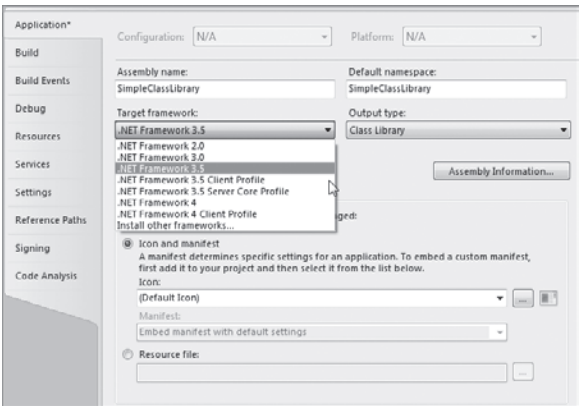 Application*
Build
Build Events
Debug
Resources
Services
Settings
Reference Paths
Signing
Code Analysis
Configuration: N/A Platform: N/A
Assembly name: Default namespace:
SimpleClassLibrary SimpleClassLibrary
Target framework: Output type:
.NET Framework 3.5 Class Library
.NET Framework 2.0
.NET Framework 3.0
.NET Framework 3.5
.NET Framework 3.5 Client Profile
.NET Framework 3.5 Server Core Profile
.NET Framework 4
.NET Framework 4 Client Profile
Install other frameworks...
Assembly Information...
ged:
Icon and manifest
A manifest determines specific settings for an application. To embed a custom manifest,
first add it to your project and then select it from the list below.
Icon:
(Default Icon) ...
Manifest:
Embed manifest with default settings
Resource file:
...